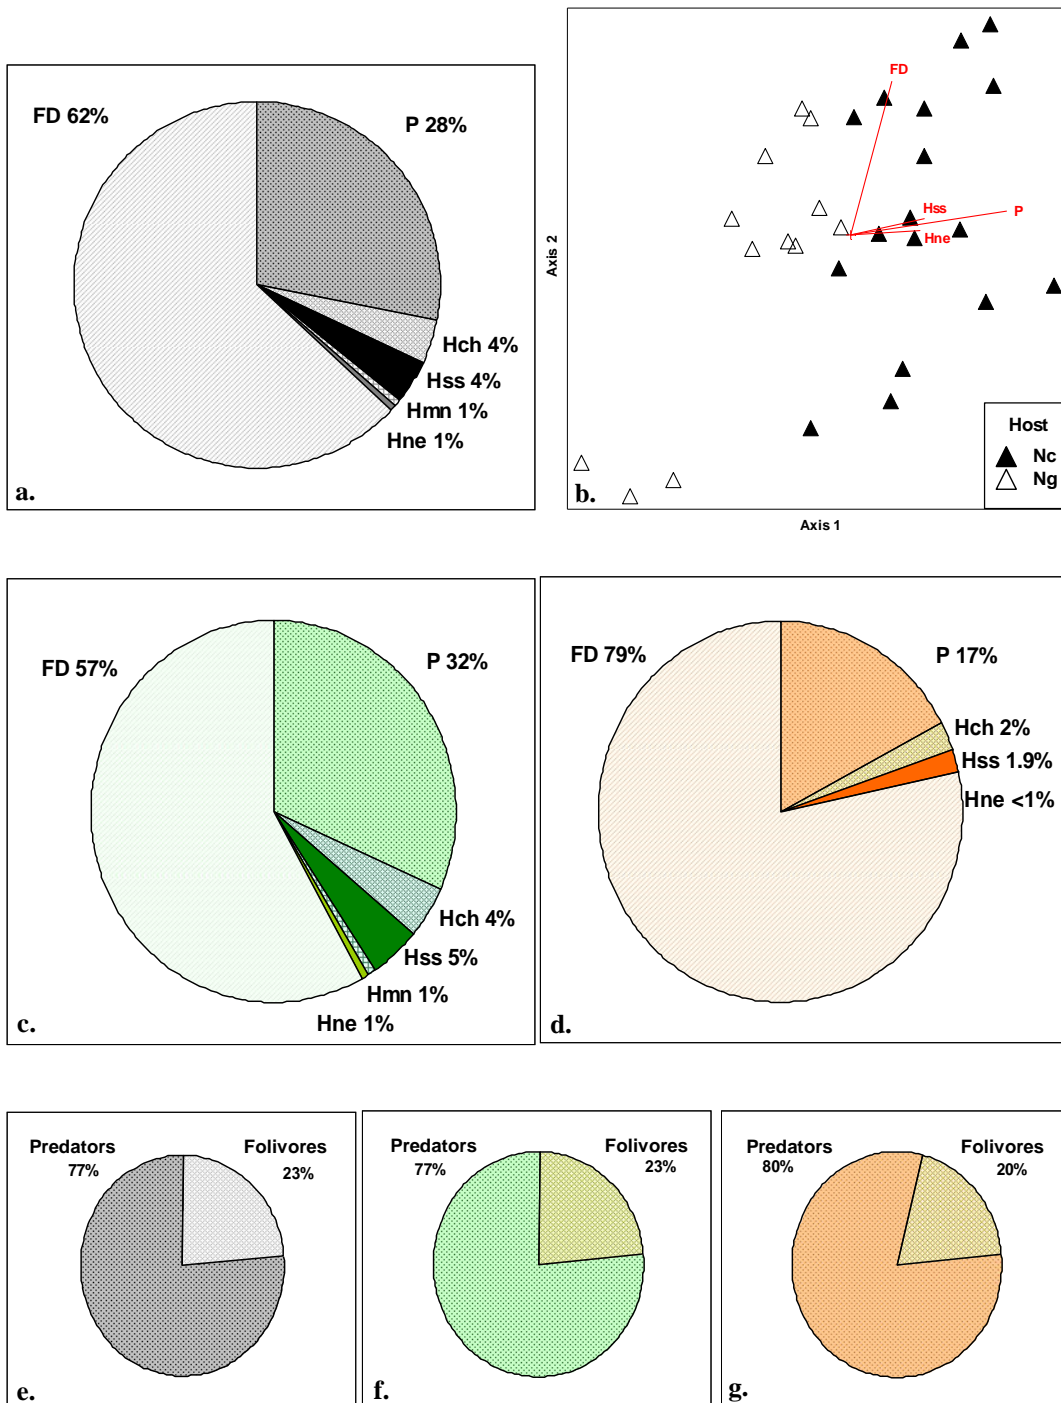 FD 62%
P 28%
Hch 4%
Hss 4%
Hmn 1%
Hne 1%
a.
FD
Hss
P
Hne
Axis 2
Host
Nc
Ng
b.
Axis 1
FD 57%
P 32%
Hch 4%
Hss 5%
Hmn 1%
Hne 1%
c.
FD 79%
P 17%
Hch 2%
Hss 1.9%
Hne <1%
d.
Predators
77%
Folivores
23%
e.
Predators
77%
Folivores
23%
f.
Predators
80%
Folivores
20%
g.